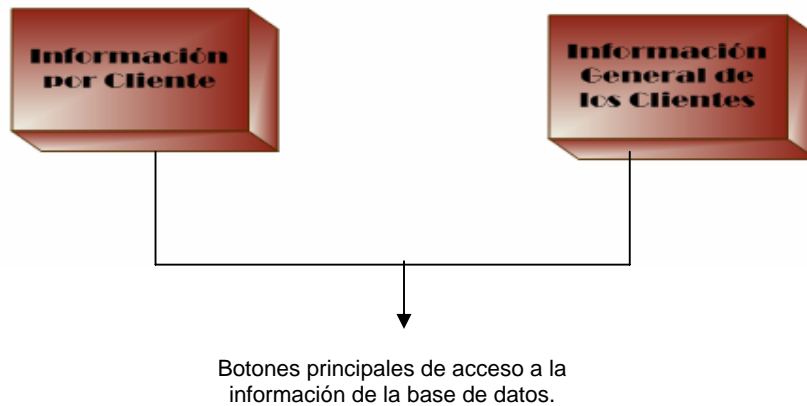 Información
por Cliente
Información
General de
los Clientes
Botones principales de acceso a la
información de la base de datos.